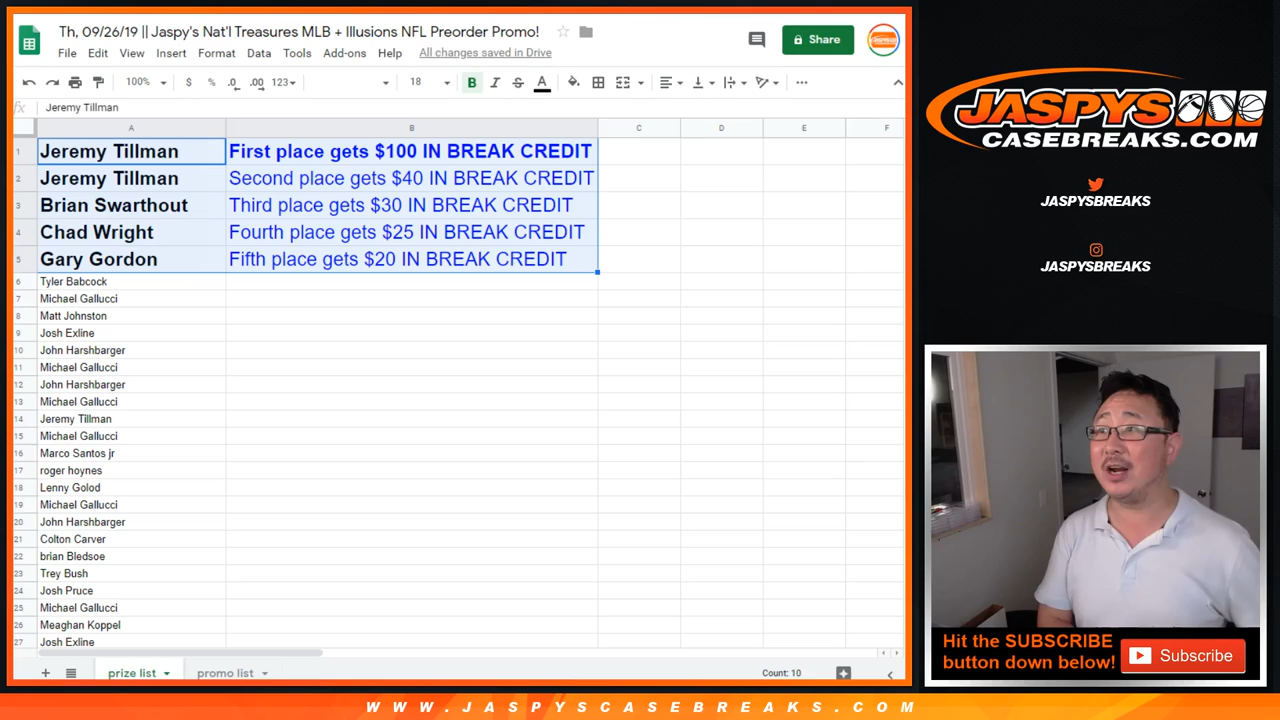 Th, 09/26/19 || Jaspy's Nat'l Treasures MLB + Illusions NFL Preorder Promo!
File Edit View Insert Format Data Tools Add-ons Help All changes saved in Drive
Share
100% $ % .0 .00 123 18 B I S A
fx Jeremy Tillman
A B C D E F
1 Jeremy Tillman First place gets $100 IN BREAK CREDIT
2 Jeremy Tillman Second place gets $40 IN BREAK CREDIT
3 Brian Swarthout Third place gets $30 IN BREAK CREDIT
4 Chad Wright Fourth place gets $25 IN BREAK CREDIT
5 Gary Gordon Fifth place gets $20 IN BREAK CREDIT
6 Tyler Babcock
7 Michael Gallucci
8 Matt Johnston
9 Josh Exline
10 John Harshbarger
11 Michael Gallucci
12 John Harshbarger
13 Michael Gallucci
14 Jeremy Tillman
15 Michael Gallucci
16 Marco Santos jr
17 roger hoynes
18 Lenny Golod
19 Michael Gallucci
20 John Harshbarger
21 Colton Carver
22 brian Bledsoe
23 Trey Bush
24 Josh Pruce
25 Michael Gallucci
26 Meaghan Koppel
27 Josh Exline
prize list promo list Count: 10
JASPYS
CASEBREAKS.COM
JASPYSBREAKS
JASPYSBREAKS
Hit the SUBSCRIBE
button down below!
Subscribe
WWW.JASPYSCASEBREAKS.COM